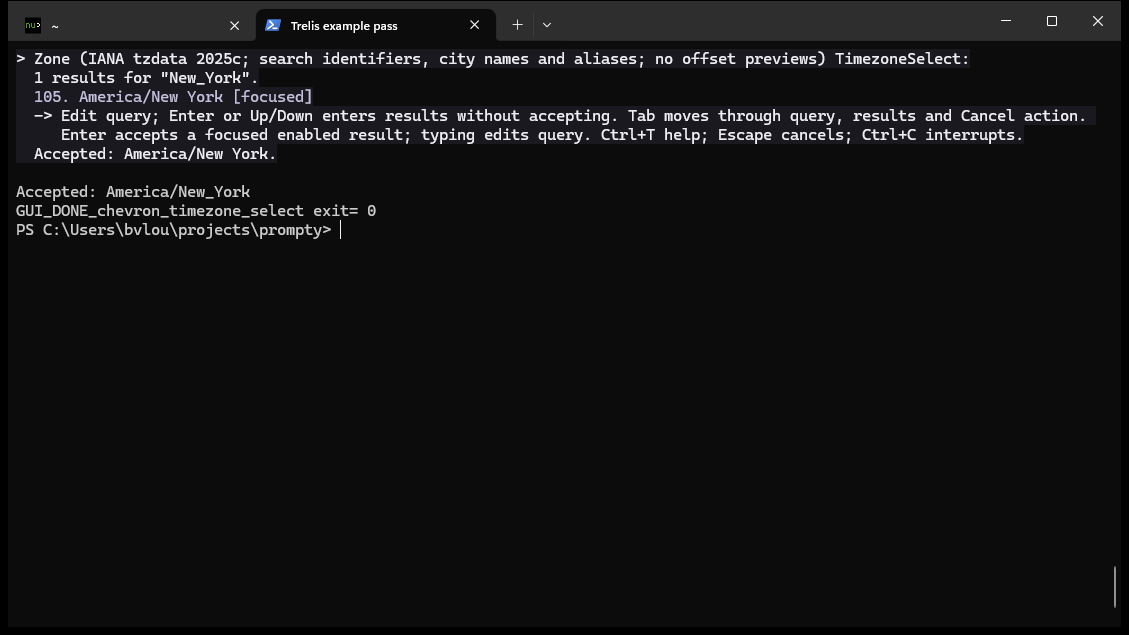 nu> ~
Trelis example pass
> Zone (IANA tzdata 2025c; search identifiers, city names and aliases; no offset previews) TimezoneSelect:
1 results for "New_York".
105. America/New York [focused]
—> Edit query; Enter or Up/Down enters results without accepting. Tab moves through query, results and Cancel action.
Enter accepts a focused enabled result; typing edits query. Ctrl+T help; Escape cancels; Ctrl+C interrupts.
Accepted: America/New York.
Accepted: America/New_York
GUI_DONE_chevron_timezone_select exit= 0
PS C:\Users\bvlou\projects\prompty>